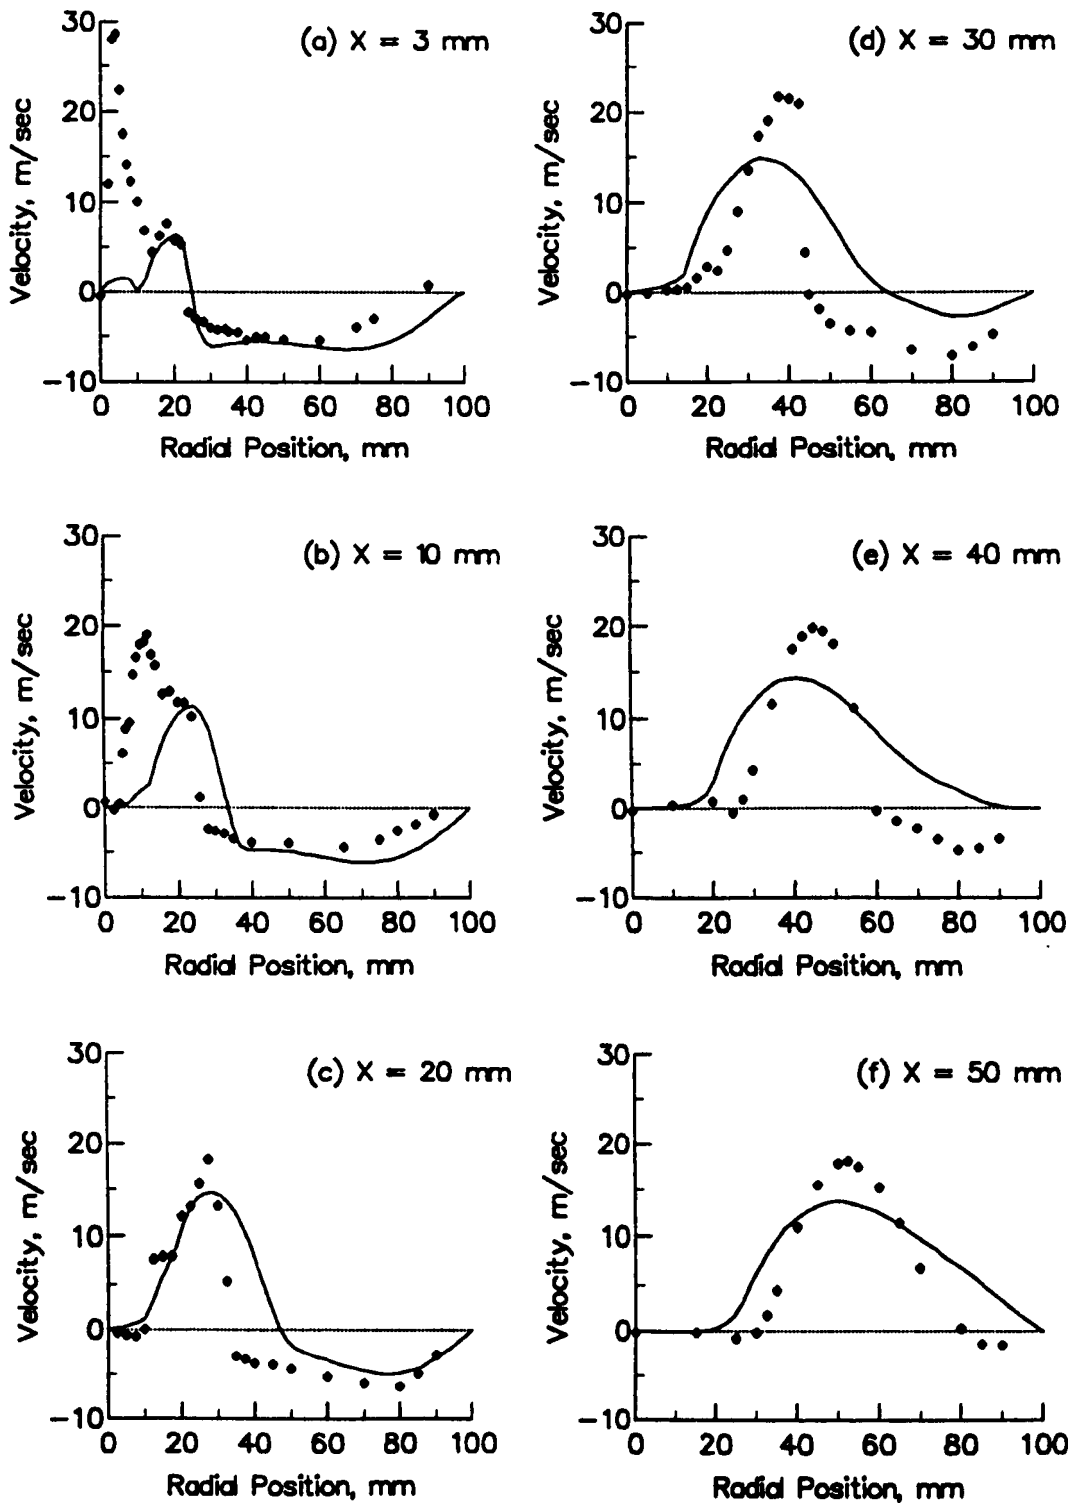 (a) X = 3 mm
30
20
10
0
−10
Velocity, m/sec
0 20 40 60 80 100
Radial Position, mm
(d) X = 30 mm
30
20
10
0
−10
Velocity, m/sec
0 20 40 60 80 100
Radial Position, mm
(b) X = 10 mm
30
20
10
0
−10
Velocity, m/sec
0 20 40 60 80 100
Radial Position, mm
(e) X = 40 mm
30
20
10
0
−10
Velocity, m/sec
0 20 40 60 80 100
Radial Position, mm
(c) X = 20 mm
30
20
10
0
−10
Velocity, m/sec
0 20 40 60 80 100
Radial Position, mm
(f) X = 50 mm
30
20
10
0
−10
Velocity, m/sec
0 20 40 60 80 100
Radial Position, mm